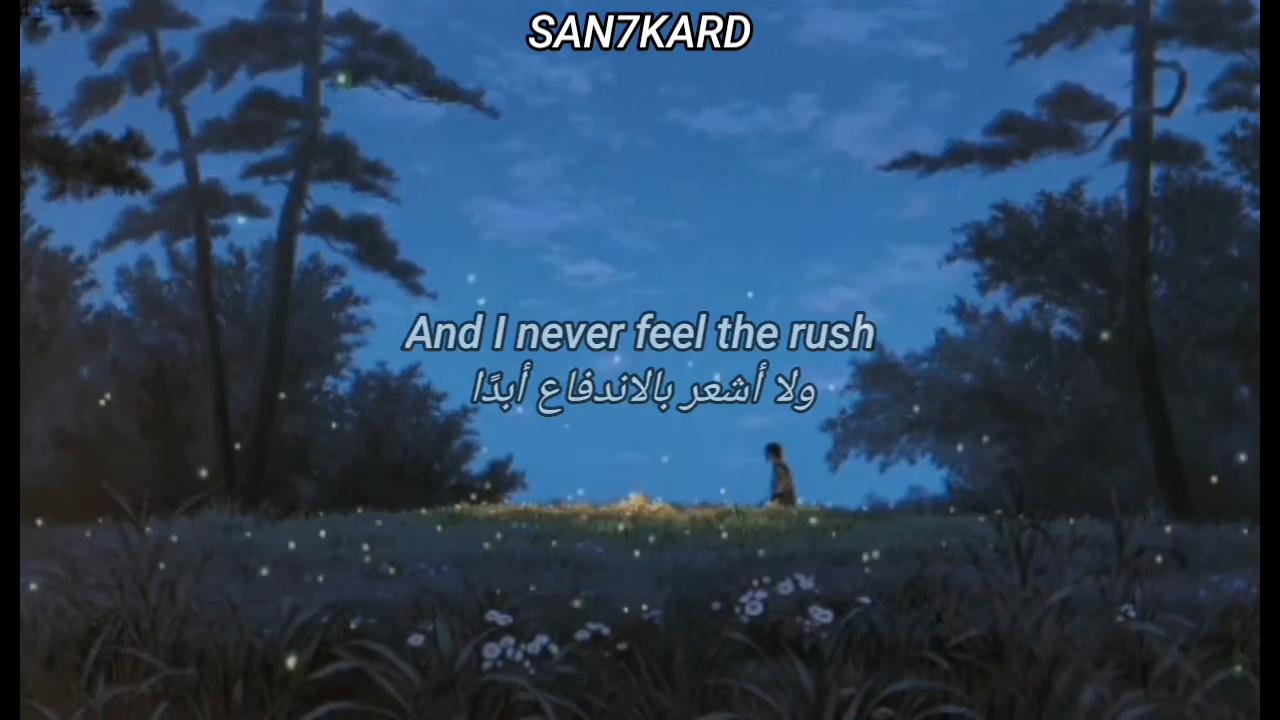 SAN7KARD
And I never feel the rush
ولا أشعر بالاندفاع أبدًا